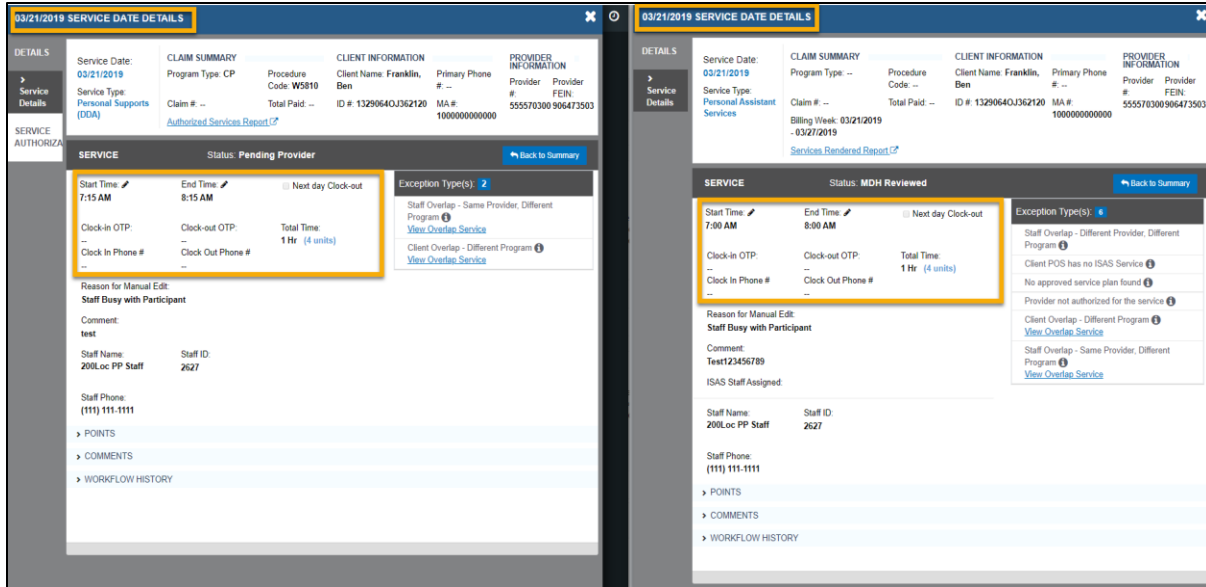 03/21/2019 SERVICE DATE DETAILS
DETAILS
Service Details
SERVICE AUTHORIZA
Service Date:
03/21/2019
Service Type:
Personal Supports (DDA)
CLAIM SUMMARY
Program Type: CP
Procedure Code: W5810
Claim #: --
Total Paid: --
Authorized Services Report
CLIENT INFORMATION
Client Name: Franklin, Ben
Primary Phone #: --
ID #: 1329064OJ362120
MA #: 1000000000000
PROVIDER INFORMATION
Provider #: 555570300
Provider FEIN: 906473503
SERVICE
Status: Pending Provider
Back to Summary
Start Time:
7:15 AM
End Time:
8:15 AM
Next day Clock-out
Clock-in OTP:
--
Clock-out OTP:
--
Total Time:
1 Hr (4 units)
Clock In Phone #
--
Clock Out Phone #
--
Exception Type(s): 2
Staff Overlap - Same Provider, Different Program
View Overlap Service
Client Overlap - Different Program
View Overlap Service
Reason for Manual Edit:
Staff Busy with Participant
Comment:
test
Staff Name:
200Loc PP Staff
Staff ID:
2627
Staff Phone:
(111) 111-1111
POINTS
COMMENTS
WORKFLOW HISTORY
03/21/2019 SERVICE DATE DETAILS
DETAILS
Service Details
Service Date:
03/21/2019
Service Type:
Personal Assistant Services
CLAIM SUMMARY
Program Type: --
Procedure Code: --
Claim #: --
Total Paid: --
Billing Week: 03/21/2019 - 03/27/2019
Services Rendered Report
CLIENT INFORMATION
Client Name: Franklin, Ben
Primary Phone #: --
ID #: 1329064OJ362120
MA #: 1000000000000
PROVIDER INFORMATION
Provider #: 555570300
Provider FEIN: 906473503
SERVICE
Status: MDH Reviewed
Back to Summary
Start Time:
7:00 AM
End Time:
8:00 AM
Next day Clock-out
Clock-in OTP:
--
Clock-out OTP:
--
Total Time:
1 Hr (4 units)
Clock In Phone #
--
Clock Out Phone #
--
Exception Type(s): 6
Staff Overlap - Different Provider, Different Program
Client POS has no ISAS Service
No approved service plan found
Provider not authorized for the service
Client Overlap - Different Program
View Overlap Service
Staff Overlap - Same Provider, Different Program
View Overlap Service
Reason for Manual Edit:
Staff Busy with Participant
Comment:
Test123456789
ISAS Staff Assigned:
Staff Name:
200Loc PP Staff
Staff ID:
2627
Staff Phone:
(111) 111-1111
POINTS
COMMENTS
WORKFLOW HISTORY